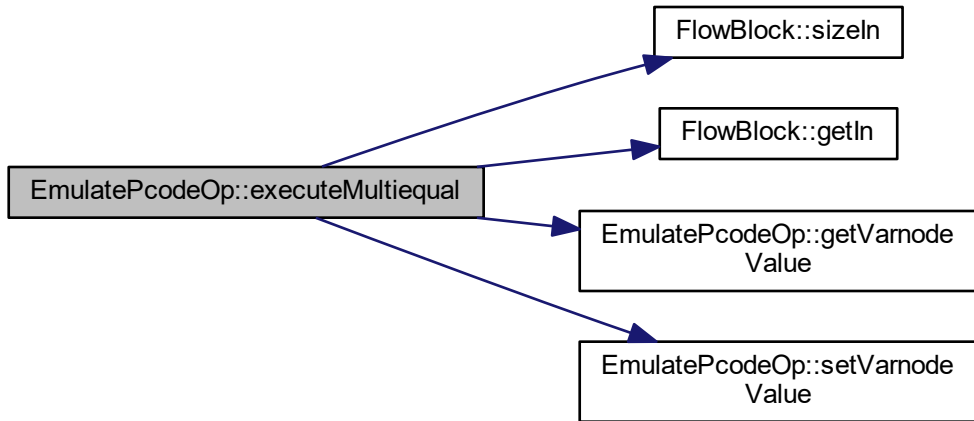 FlowBlock::sizeIn
FlowBlock::getIn
EmulatePcodeOp::executeMultiequal
EmulatePcodeOp::getVarnode
Value
EmulatePcodeOp::setVarnode
Value